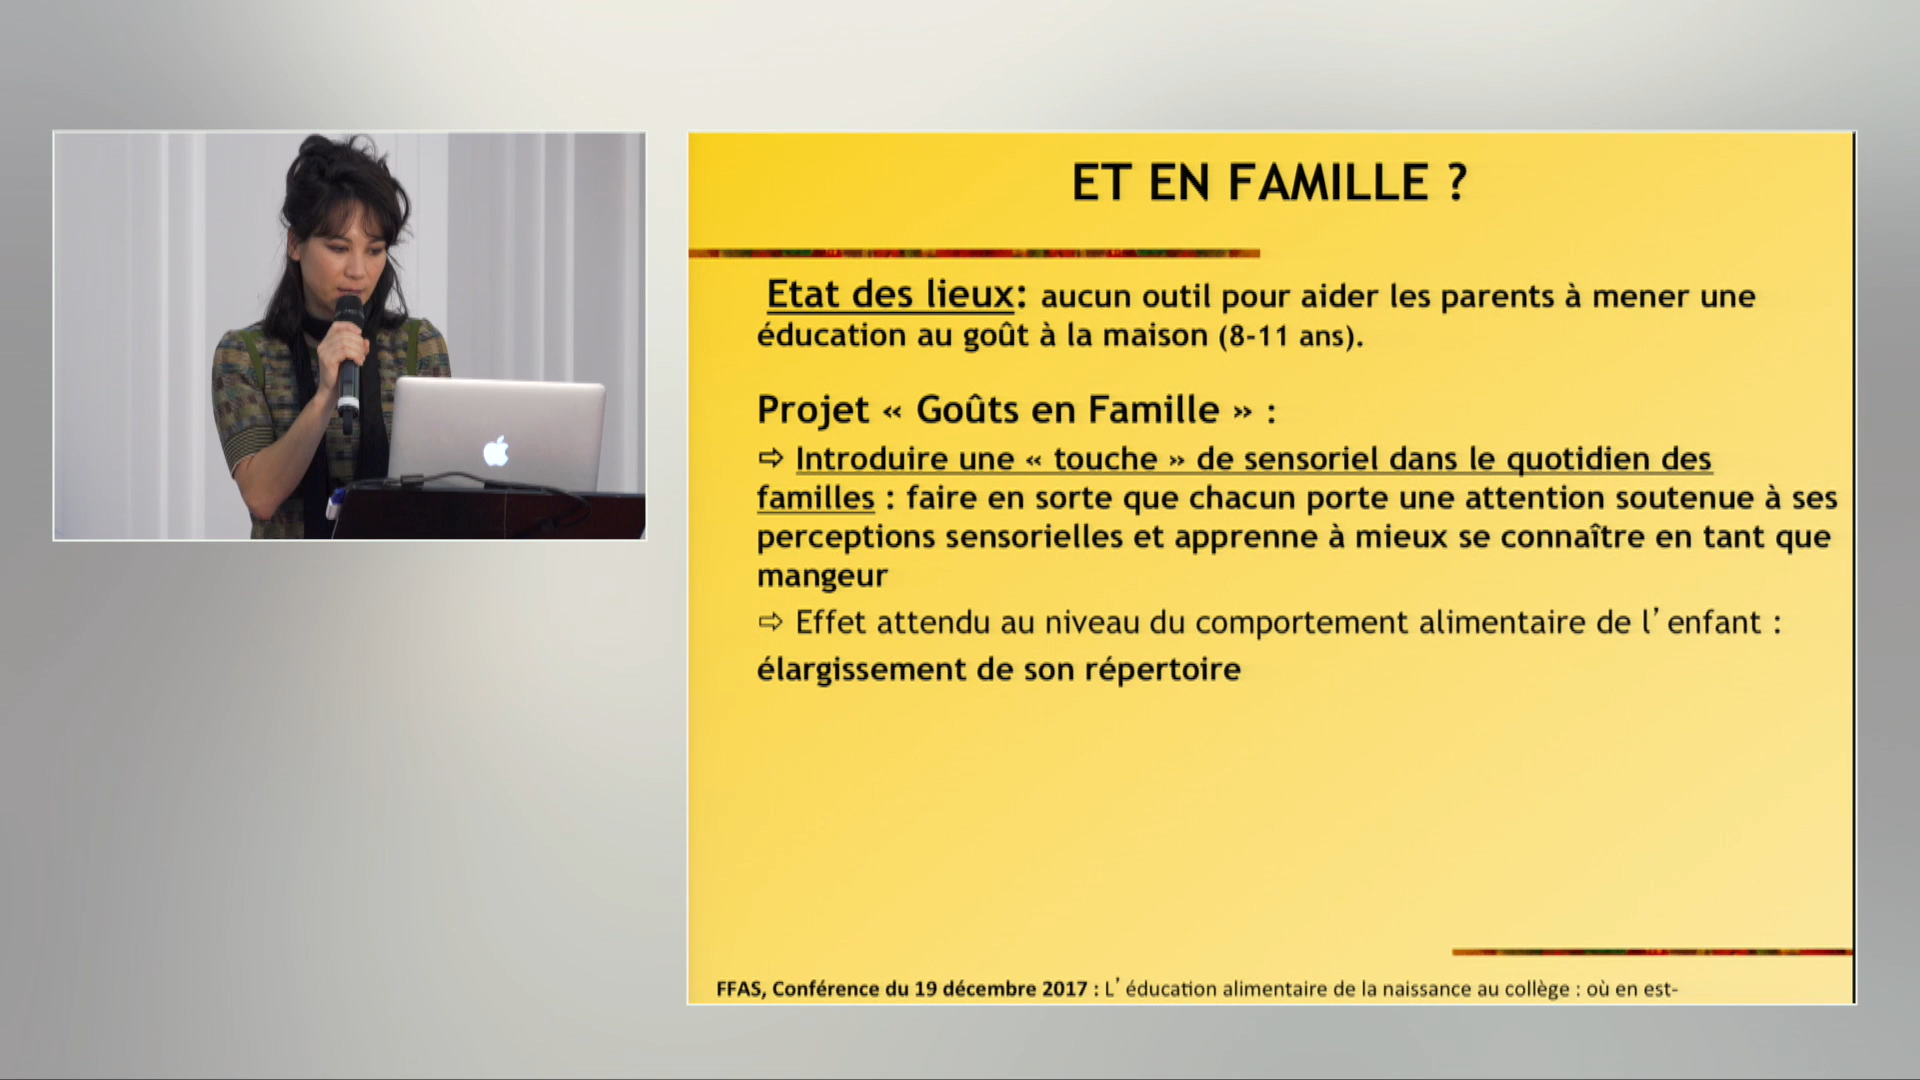 ET EN FAMILLE ?
Etat des lieux: aucun outil pour aider les parents à mener une
éducation au goût à la maison (8-11 ans).
Projet « Goûts en Famille » :
⇨ Introduire une « touche » de sensoriel dans le quotidien des
familles : faire en sorte que chacun porte une attention soutenue à ses
perceptions sensorielles et apprenne à mieux se connaître en tant que
mangeur
⇨ Effet attendu au niveau du comportement alimentaire de l’ enfant :
élargissement de son répertoire
FFAS, Conférence du 19 décembre 2017 : L’ éducation alimentaire de la naissance au collège : où en est-